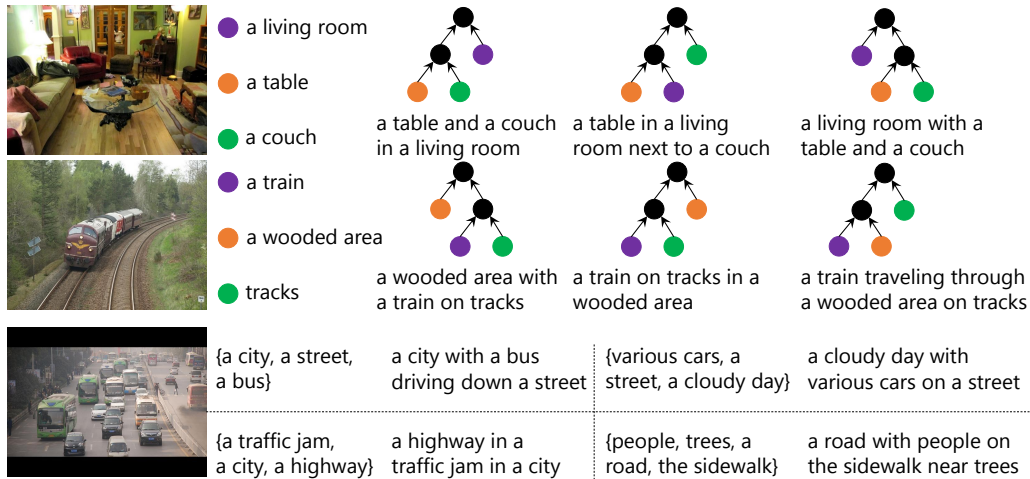 a living room
a table
a couch
a table and a couch
in a living room
a table in a living
room next to a couch
a living room with a
table and a couch
a train
a wooded area
tracks
a wooded area with
a train on tracks
a train on tracks in a
wooded area
a train traveling through
a wooded area on tracks
{a city, a street,
a bus}
a city with a bus
driving down a street
{various cars, a
street, a cloudy day}
a cloudy day with
various cars on a street
{a traffic jam,
a city, a highway}
a highway in a
traffic jam in a city
{people, trees, a
road, the sidewalk}
a road with people on
the sidewalk near trees